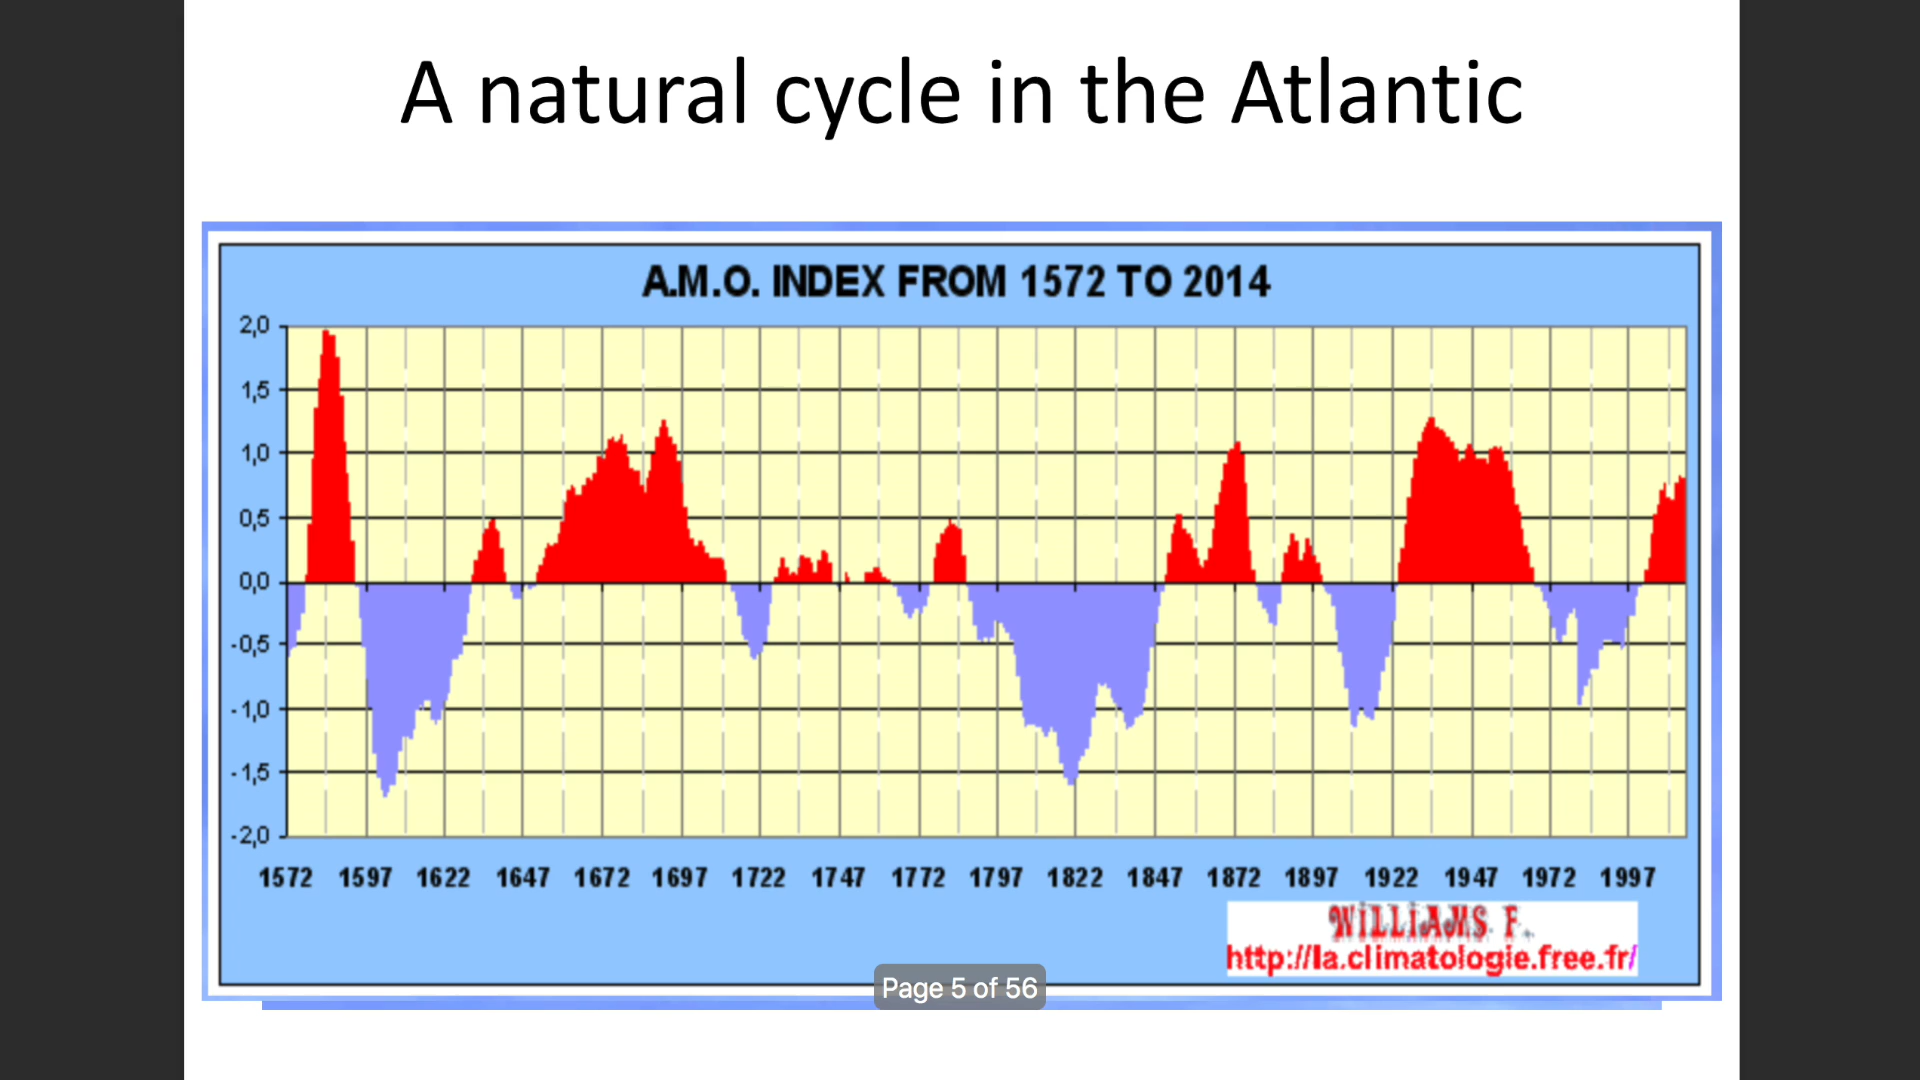 A natural cycle in the Atlantic
A.M.O. INDEX FROM 1572 TO 2014
2,0
1,5
1,0
0,5
0,0
-0,5
-1,0
-1,5
-2,0
1572 1597 1622 1647 1672 1697 1722 1747 1772 1797 1822 1847 1872 1897 1922 1947 1972 1997
WiLLiAMS F.
http://la.climatologie.free.fr/
Page 5 of 56